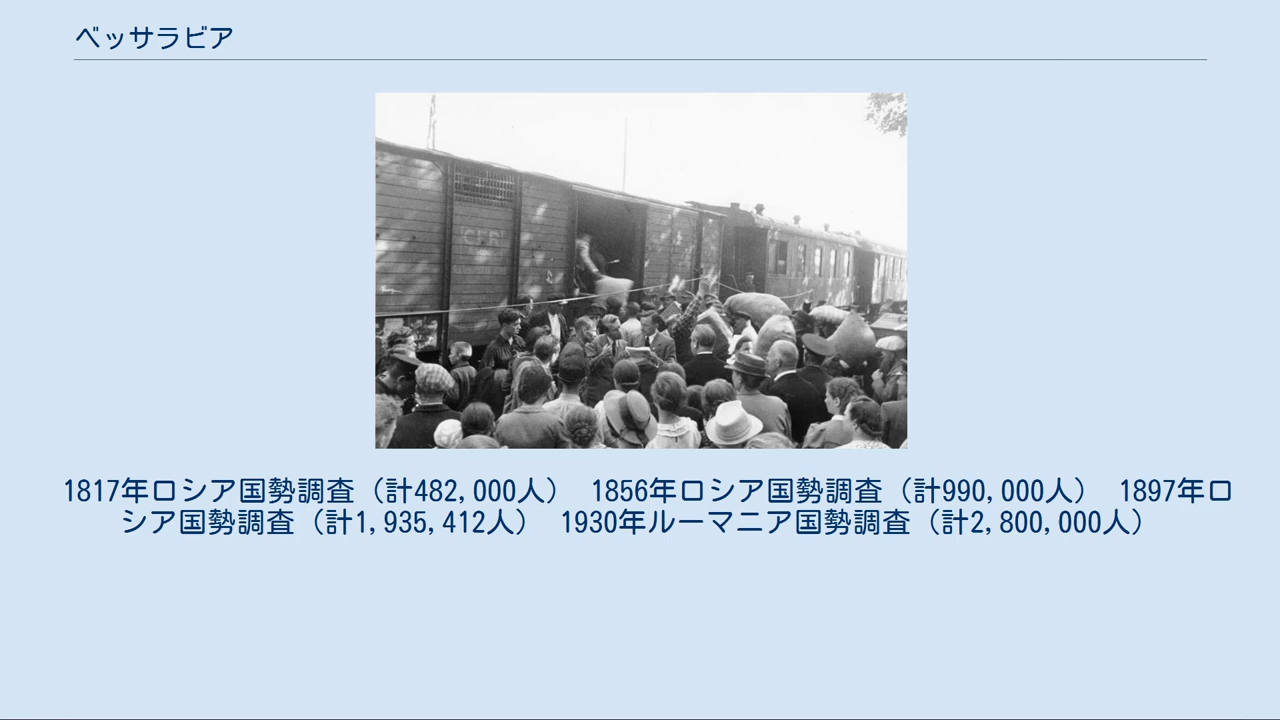 ベッサラビア
CFR
1817年ロシア国勢調査（計482,000人）　1856年ロシア国勢調査（計990,000人）　1897年ロ
シア国勢調査（計1,935,412人）　1930年ルーマニア国勢調査（計2,800,000人）